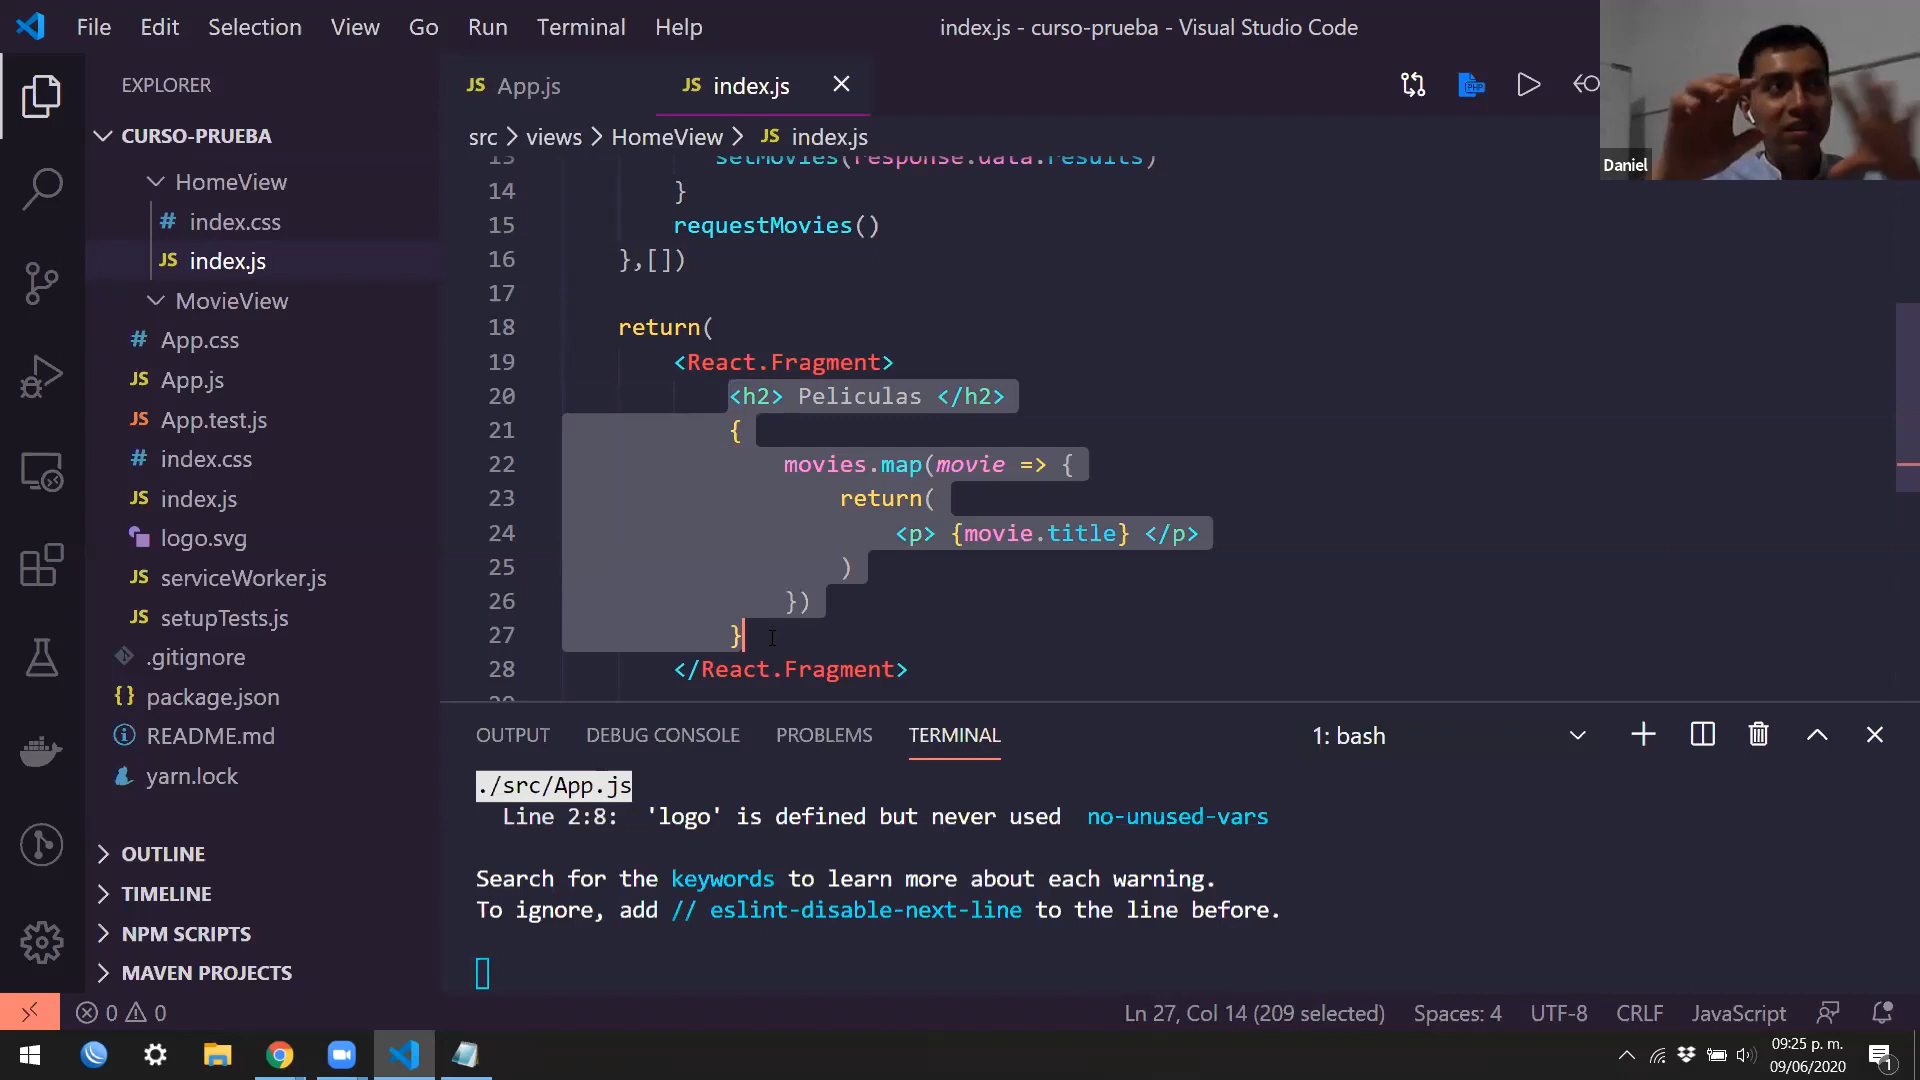 File Edit Selection View Go Run Terminal Help
index.js - curso-prueba - Visual Studio Code
Daniel
EXPLORER
CURSO-PRUEBA
HomeView
# index.css
JS index.js
MovieView
# App.css
JS App.js
JS App.test.js
# index.css
JS index.js
logo.svg
JS serviceWorker.js
JS setupTests.js
.gitignore
{} package.json
README.md
yarn.lock
OUTLINE
TIMELINE
NPM SCRIPTS
MAVEN PROJECTS
JS App.js
JS index.js
PHP
src > views > HomeView > JS index.js
13 setMovies(response.data.results)
14 }
15 requestMovies()
16 },[])
17
18 return(
19 <React.Fragment>
20 <h2> Peliculas </h2>
21 {
22 movies.map(movie => {
23 return(
24 <p> {movie.title} </p>
25 )
26 })
27 }
28 </React.Fragment>
OUTPUT DEBUG CONSOLE PROBLEMS TERMINAL
1: bash
./src/App.js
Line 2:8: 'logo' is defined but never used no-unused-vars
Search for the keywords to learn more about each warning.
To ignore, add // eslint-disable-next-line to the line before.
0 0
Ln 27, Col 14 (209 selected) Spaces: 4 UTF-8 CRLF JavaScript
09:25 p. m.
09/06/2020
1